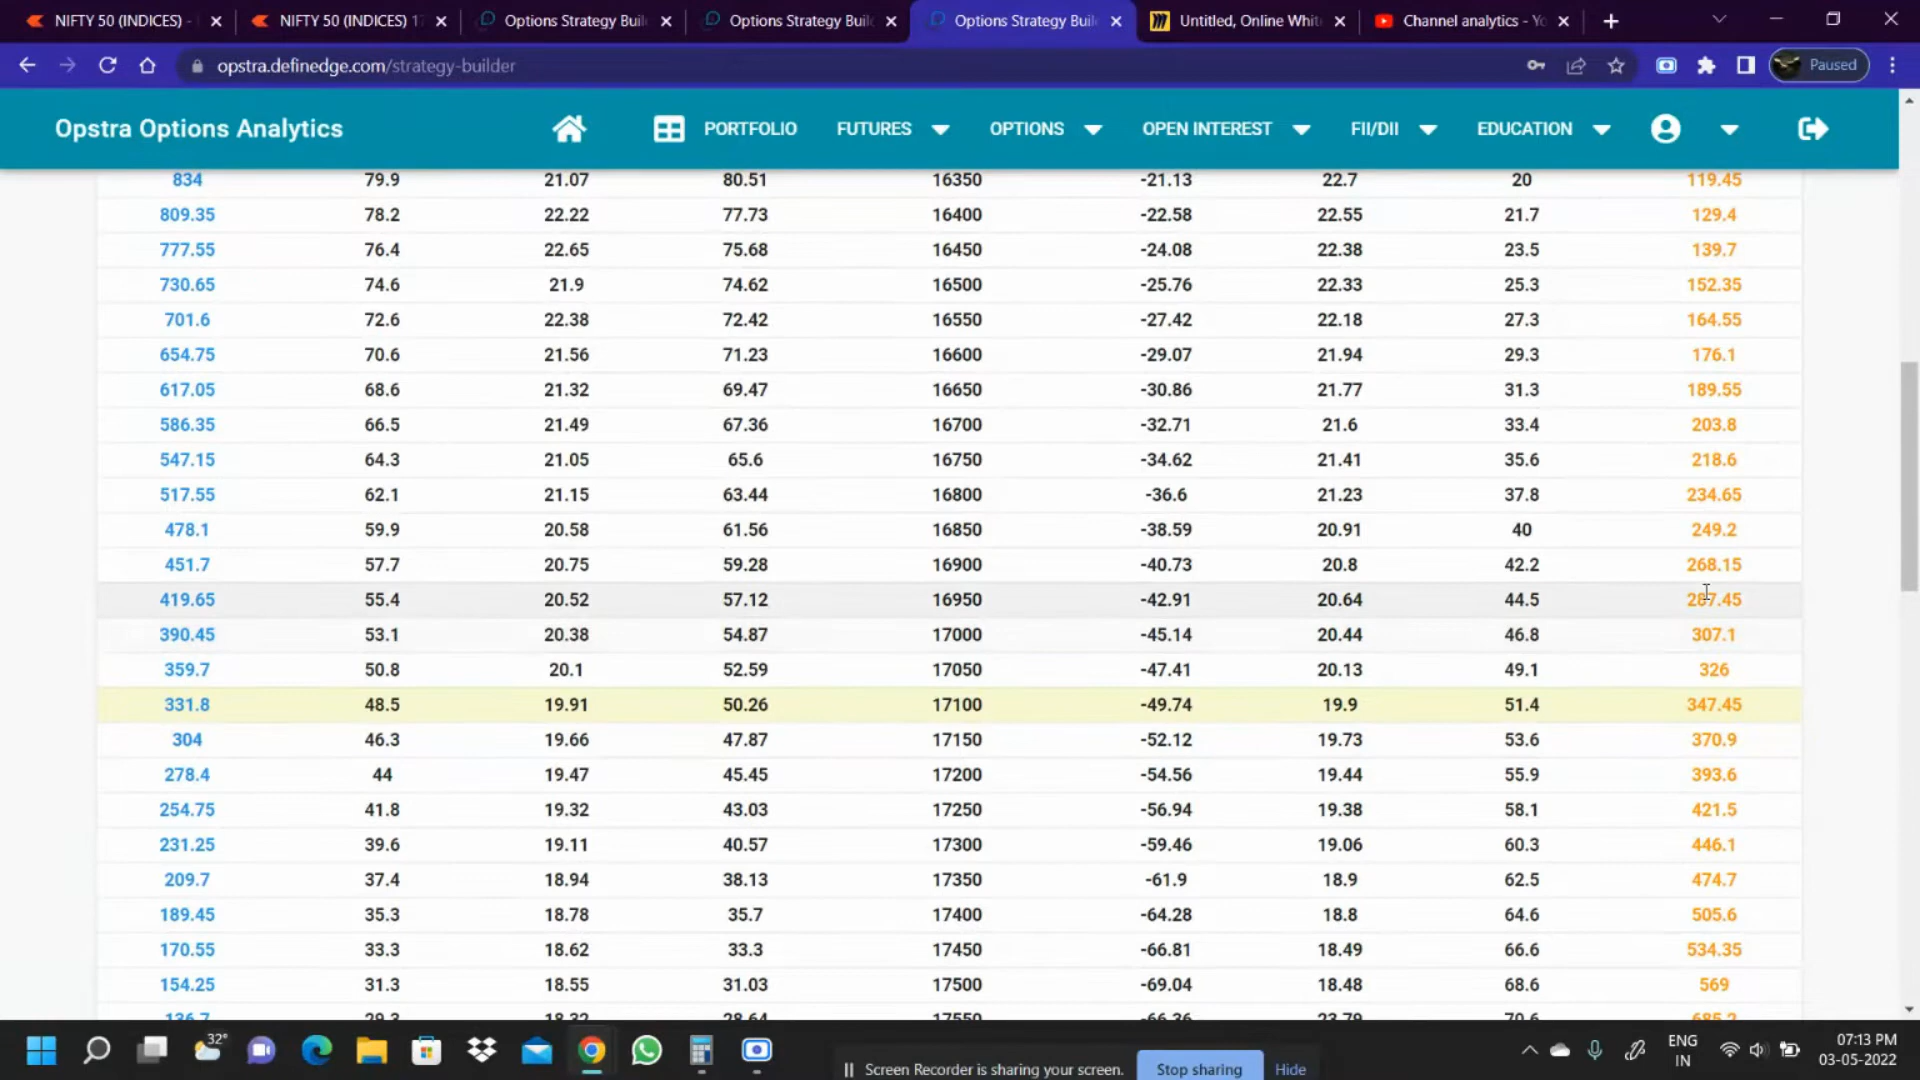 NIFTY 50 (INDICES) -
NIFTY 50 (INDICES) 1
Options Strategy Buil
Options Strategy Buil
Options Strategy Buil
Untitled, Online Whit
Channel analytics - Yo
opstra.definedge.com/strategy-builder
Paused
Opstra Options Analytics
PORTFOLIO
FUTURES
OPTIONS
OPEN INTEREST
FII/DII
EDUCATION
834 79.9 21.07 80.51 16350 -21.13 22.7 20 119.45
809.35 78.2 22.22 77.73 16400 -22.58 22.55 21.7 129.4
777.55 76.4 22.65 75.68 16450 -24.08 22.38 23.5 139.7
730.65 74.6 21.9 74.62 16500 -25.76 22.33 25.3 152.35
701.6 72.6 22.38 72.42 16550 -27.42 22.18 27.3 164.55
654.75 70.6 21.56 71.23 16600 -29.07 21.94 29.3 176.1
617.05 68.6 21.32 69.47 16650 -30.86 21.77 31.3 189.55
586.35 66.5 21.49 67.36 16700 -32.71 21.6 33.4 203.8
547.15 64.3 21.05 65.6 16750 -34.62 21.41 35.6 218.6
517.55 62.1 21.15 63.44 16800 -36.6 21.23 37.8 234.65
478.1 59.9 20.58 61.56 16850 -38.59 20.91 40 249.2
451.7 57.7 20.75 59.28 16900 -40.73 20.8 42.2 268.15
419.65 55.4 20.52 57.12 16950 -42.91 20.64 44.5 287.45
390.45 53.1 20.38 54.87 17000 -45.14 20.44 46.8 307.1
359.7 50.8 20.1 52.59 17050 -47.41 20.13 49.1 326
331.8 48.5 19.91 50.26 17100 -49.74 19.9 51.4 347.45
304 46.3 19.66 47.87 17150 -52.12 19.73 53.6 370.9
278.4 44 19.47 45.45 17200 -54.56 19.44 55.9 393.6
254.75 41.8 19.32 43.03 17250 -56.94 19.38 58.1 421.5
231.25 39.6 19.11 40.57 17300 -59.46 19.06 60.3 446.1
209.7 37.4 18.94 38.13 17350 -61.9 18.9 62.5 474.7
189.45 35.3 18.78 35.7 17400 -64.28 18.8 64.6 505.6
170.55 33.3 18.62 33.3 17450 -66.81 18.49 66.6 534.35
154.25 31.3 18.55 31.03 17500 -69.04 18.48 68.6 569
136.7 29.3 18.32 28.64 17550 -66.36 23.79 70.6 685.2
32°
Screen Recorder is sharing your screen.
Stop sharing
Hide
ENG
IN
07:13 PM
03-05-2022